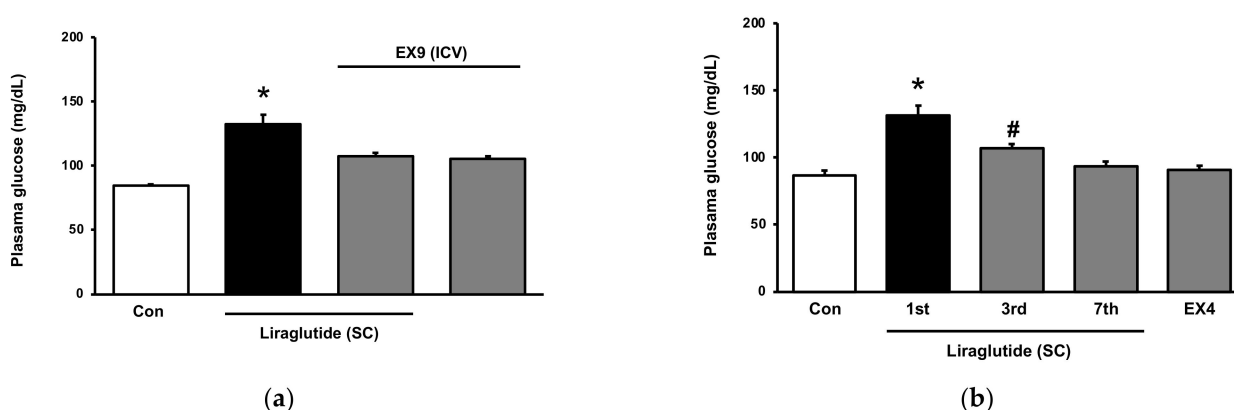 200
150
100
50
0
Plasama glucose (mg/dL)
EX9 (ICV)
*
Con
Liraglutide (SC)
(a)
200
150
100
50
0
Plasama glucose (mg/dL)
*
#
Con 1st 3rd 7th EX4
Liraglutide (SC)
(b)